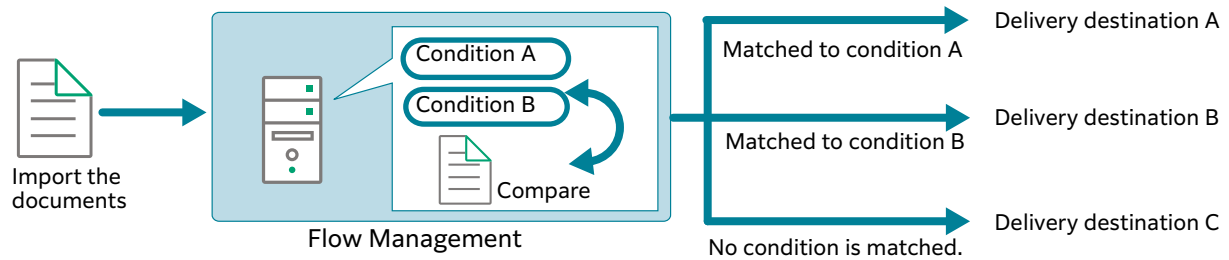 Import the
documents
Condition A
Condition B
Compare
Flow Management
Matched to condition A
Matched to condition B
No condition is matched.
Delivery destination A
Delivery destination B
Delivery destination C